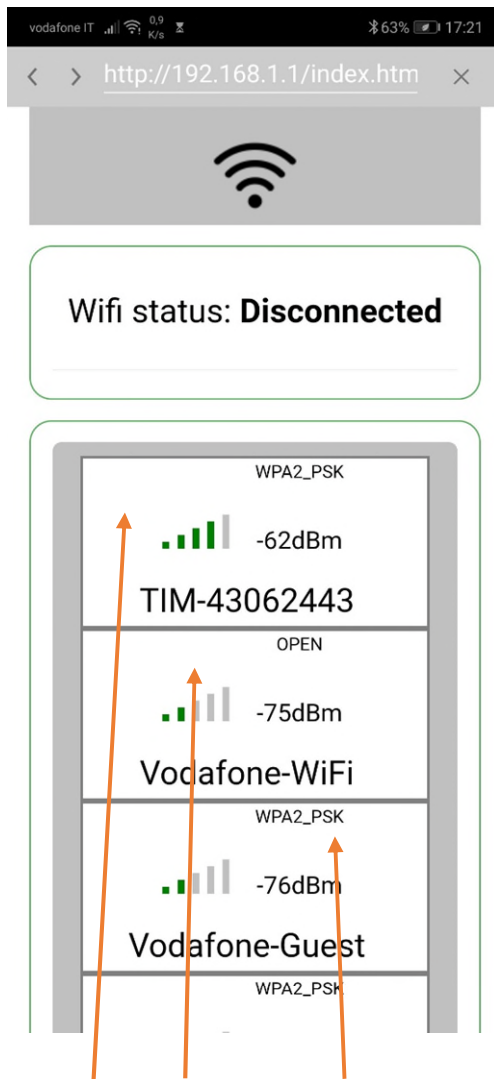 vodafone IT 0,9 K/s 63% 17:21
http://192.168.1.1/index.htm
Wifi status: Disconnected
WPA2_PSK
-62dBm
TIM-43062443
OPEN
-75dBm
Vodafone-WiFi
WPA2_PSK
-76dBm
Vodafone-Guest
WPA2_PSK